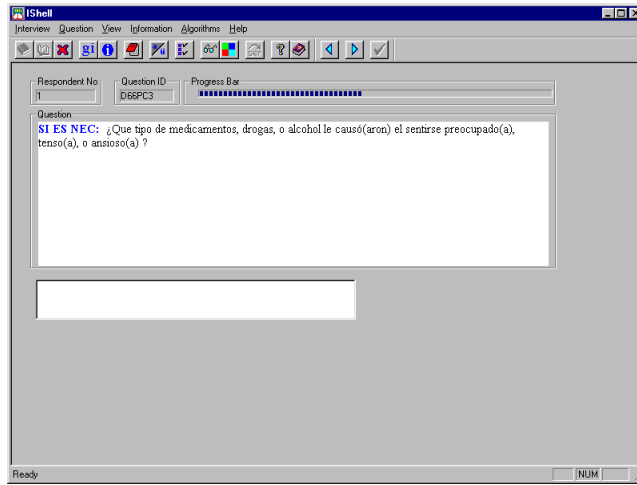 IShell
Interview Question View Information Algorithms Help
gi
Respondent No
Question ID
Progress Bar
1
D66PC3
Question
SI ES NEC: ¿Que tipo de medicamentos, drogas, o alcohol le causó(aron) el sentirse preocupado(a),
tenso(a), o ansioso(a) ?
Ready
NUM